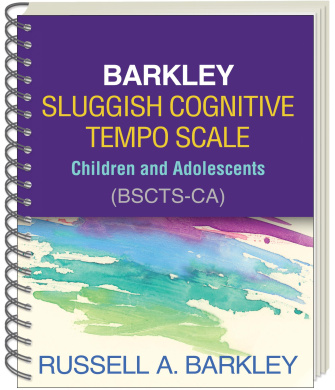 BARKLEY
SLUGGISH COGNITIVE
TEMPO SCALE
Children and Adolescents
(BSCTS-CA)
RUSSELL A. BARKLEY